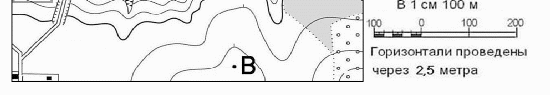 В 1 см 100 м
100 0 100 200
Горизонтали проведены
через 2,5 метра
В